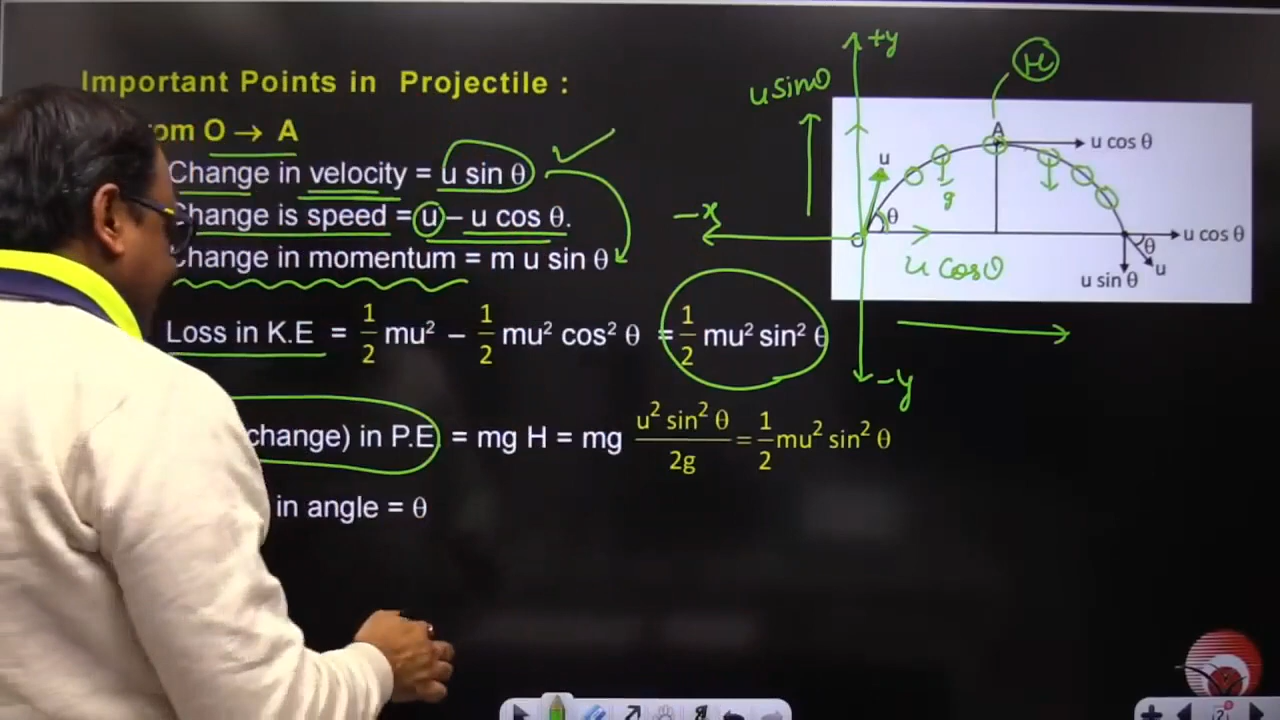 Important Points in Projectile :
om O → A
Change in velocity = u sin θ
hange is speed = u – u cos θ.
Change in momentum = m u sin θ
Loss in K.E = 1/2 mu² – 1/2 mu² cos² θ = 1/2 mu² sin² θ
change) in P.E = mg H = mg u² sin² θ/2g = 1/2 mu² sin² θ
in angle = θ
+y
H
u sinθ
A
u cos θ
u
g
θ
-x
O
u cosθ
u cos θ
θ
u
u sin θ
-y
2